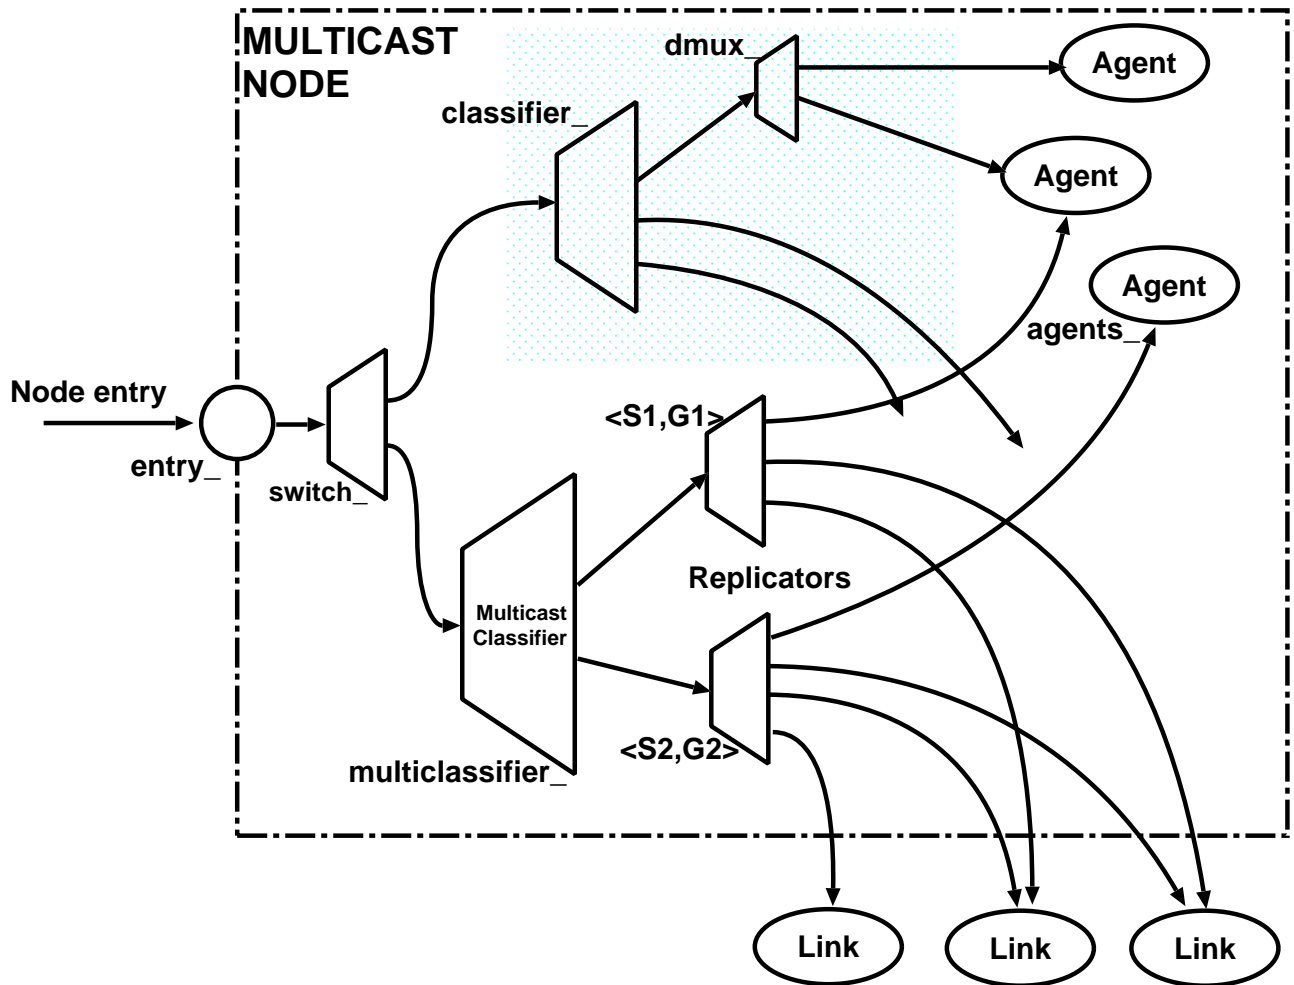 MULTICAST
NODE
dmux_
Agent
classifier_
Agent
Agent
agents_
Node entry
<S1,G1>
entry_
switch_
Replicators
Multicast
Classifier
<S2,G2>
multiclassifier_
Link
Link
Link